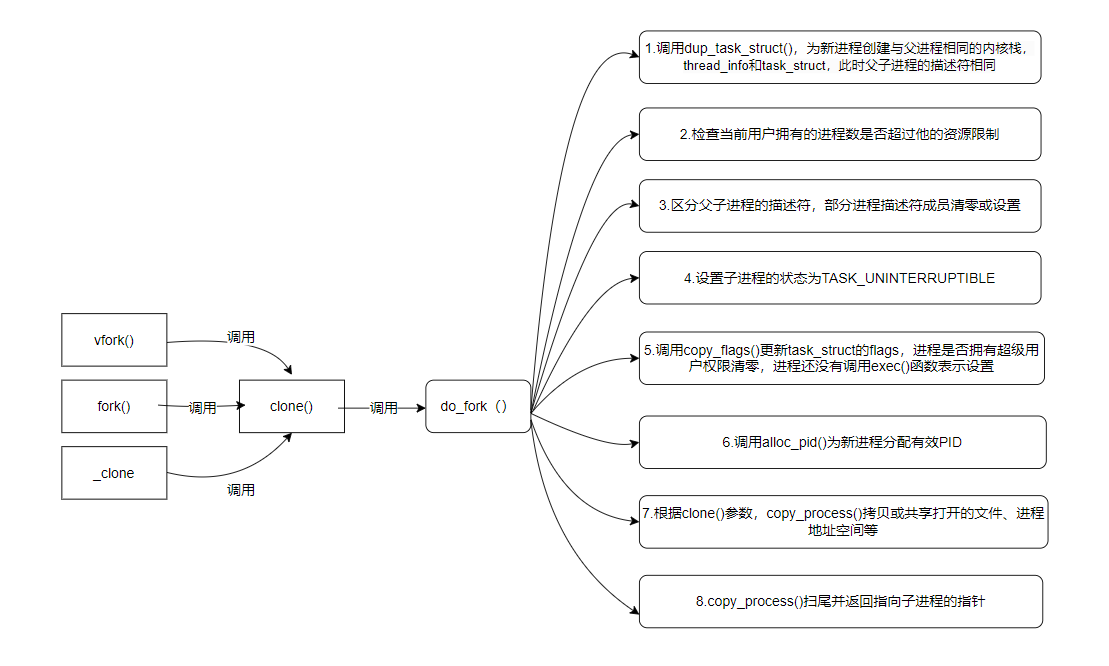 1.调用dup_task_struct()，为新进程创建与父进程相同的内核栈，
thread_info和task_struct，此时父子进程的描述符相同
2.检查当前用户拥有的进程数是否超过他的资源限制
3.区分父子进程的描述符，部分进程描述符成员清零或设置
4.设置子进程的状态为TASK_UNINTERRUPTIBLE
vfork()
调用
5.调用copy_flags()更新task_struct的flags，进程是否拥有超级用
户权限清零，进程还没有调用exec()函数表示设置
fork()
调用
clone()
调用
do_fork（）
6.调用alloc_pid()为新进程分配有效PID
_clone
调用
7.根据clone()参数，copy_process()拷贝或共享打开的文件、进程
地址空间等
8.copy_process()扫尾并返回指向子进程的指针